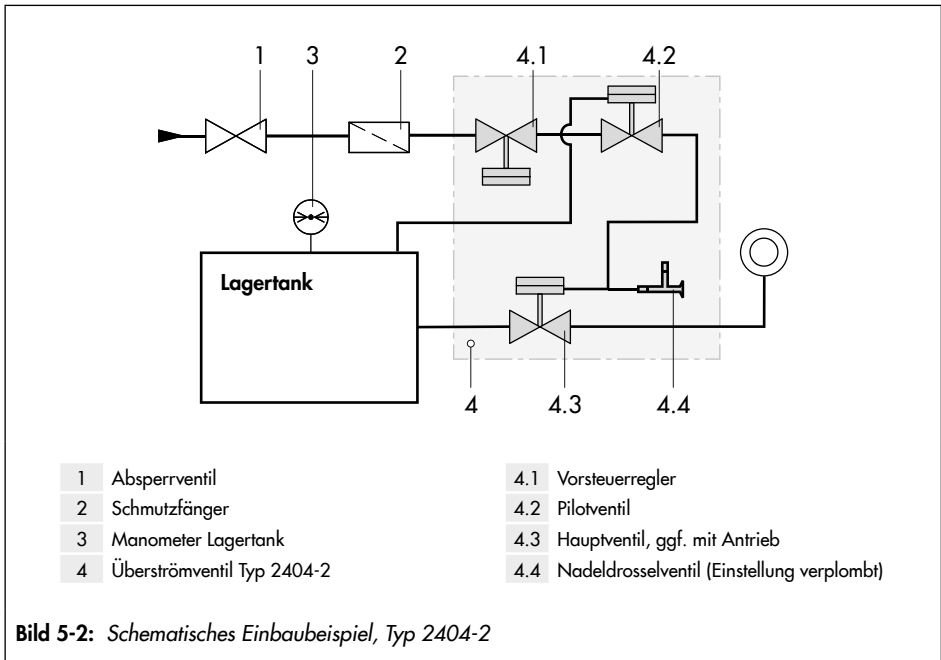 1 3 2 4.1 4.2
Lagertank
4 4.3 4.4
1 Absperrventil
2 Schmutzfänger
3 Manometer Lagertank
4 Überströmventil Typ 2404-2
4.1 Vorsteuerregler
4.2 Pilotventil
4.3 Hauptventil, ggf. mit Antrieb
4.4 Nadeldrosselventil (Einstellung verplombt)
Bild 5-2: Schematisches Einbaubeispiel, Typ 2404-2